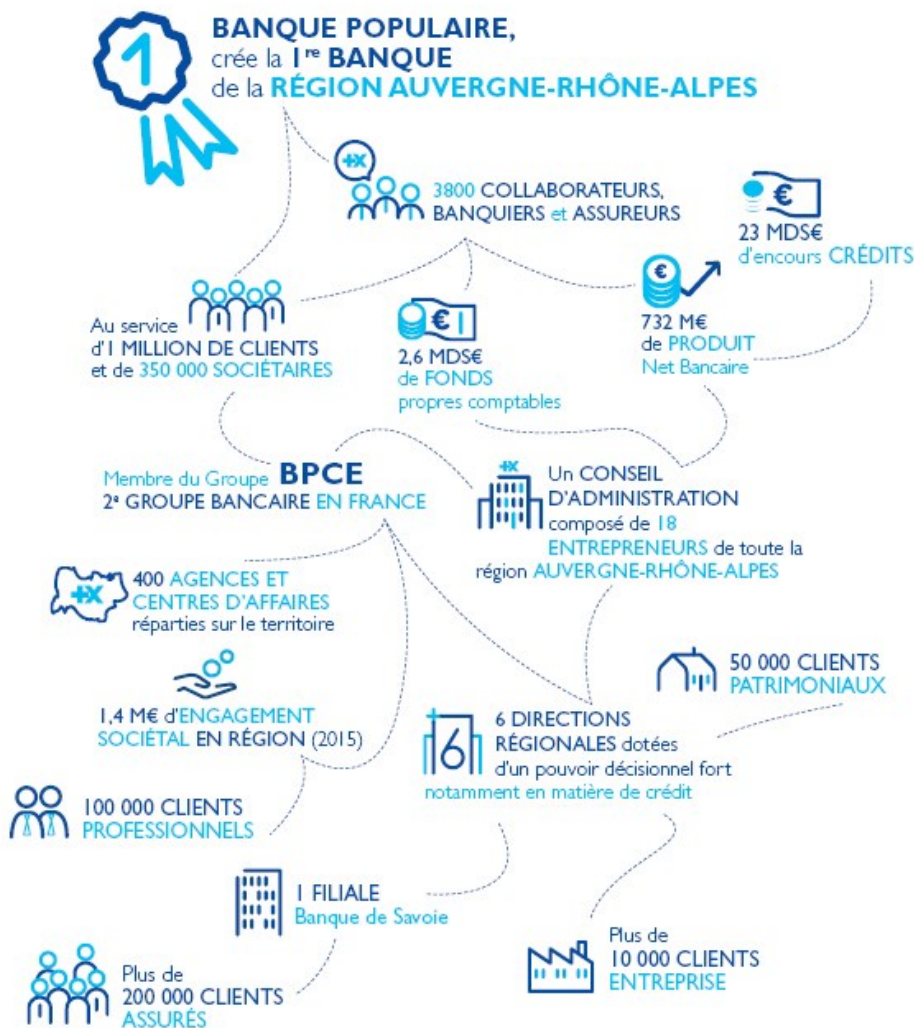 1
BANQUE POPULAIRE,
crée la 1re BANQUE
de la RÉGION AUVERGNE-RHÔNE-ALPES
+X
3800 COLLABORATEURS,
BANQUIERS et ASSUREURS
€
23 MDS€
d'encours CRÉDITS
Au service
d'1 MILLION DE CLIENTS
et de 350 000 SOCIÉTAIRES
€
2,6 MDS€
de FONDS
propres comptables
€
732 M€
de PRODUIT
Net Bancaire
Membre du Groupe BPCE
2e GROUPE BANCAIRE EN FRANCE
+X
Un CONSEIL
D'ADMINISTRATION
composé de 18
ENTREPRENEURS de toute la
région AUVERGNE-RHÔNE-ALPES
+X
400 AGENCES ET
CENTRES D'AFFAIRES
réparties sur le territoire
50 000 CLIENTS
PATRIMONIAUX
1,4 M€ d'ENGAGEMENT
SOCIÉTAL EN RÉGION (2015)
6
6 DIRECTIONS
RÉGIONALES dotées
d'un pouvoir décisionnel fort
notamment en matière de crédit
100 000 CLIENTS
PROFESSIONNELS
1 FILIALE
Banque de Savoie
Plus de
10 000 CLIENTS
ENTREPRISE
Plus de
200 000 CLIENTS
ASSURÉS